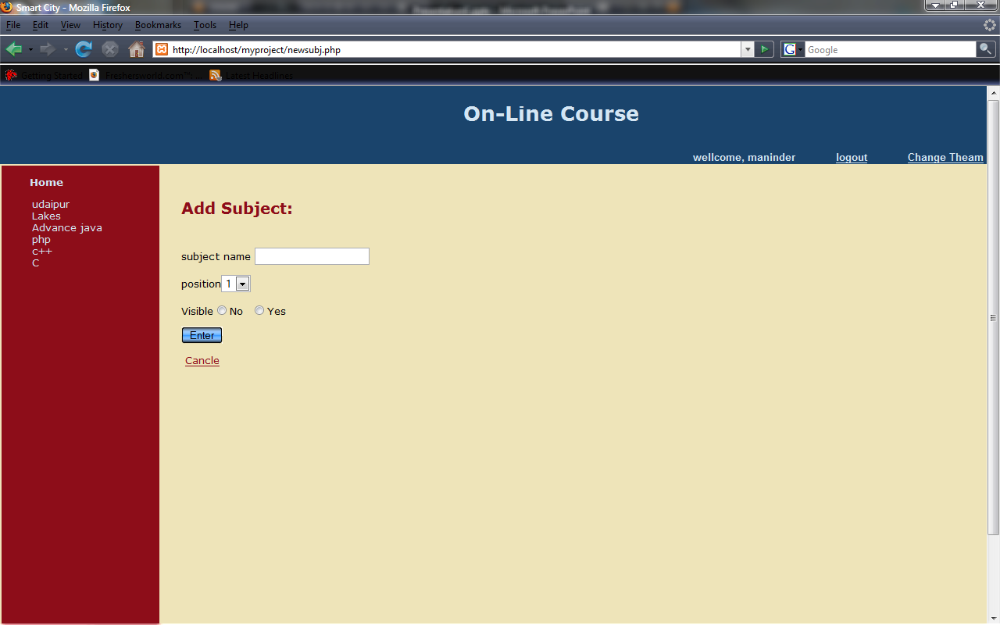 Smart City - Mozilla Firefox
File Edit View History Bookmarks Tools Help
http://localhost/myproject/newsubj.php
Google
Getting Started Freshersworld.com™: ... Latest Headlines
On-Line Course
wellcome, maninder logout Change Theam
Home
udaipur
Lakes
Advance java
php
c++
C
Add Subject:
subject name
position 1
Visible No Yes
Enter
Cancle